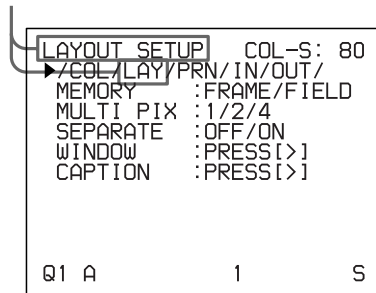 LAYOUT SETUP COL-S: 80
▶/COL/LAY/PRN/IN/OUT/
MEMORY :FRAME/FIELD
MULTI PIX :1/2/4
SEPARATE :OFF/ON
WINDOW :PRESS[>]
CAPTION :PRESS[>]
Q1 A 1 S